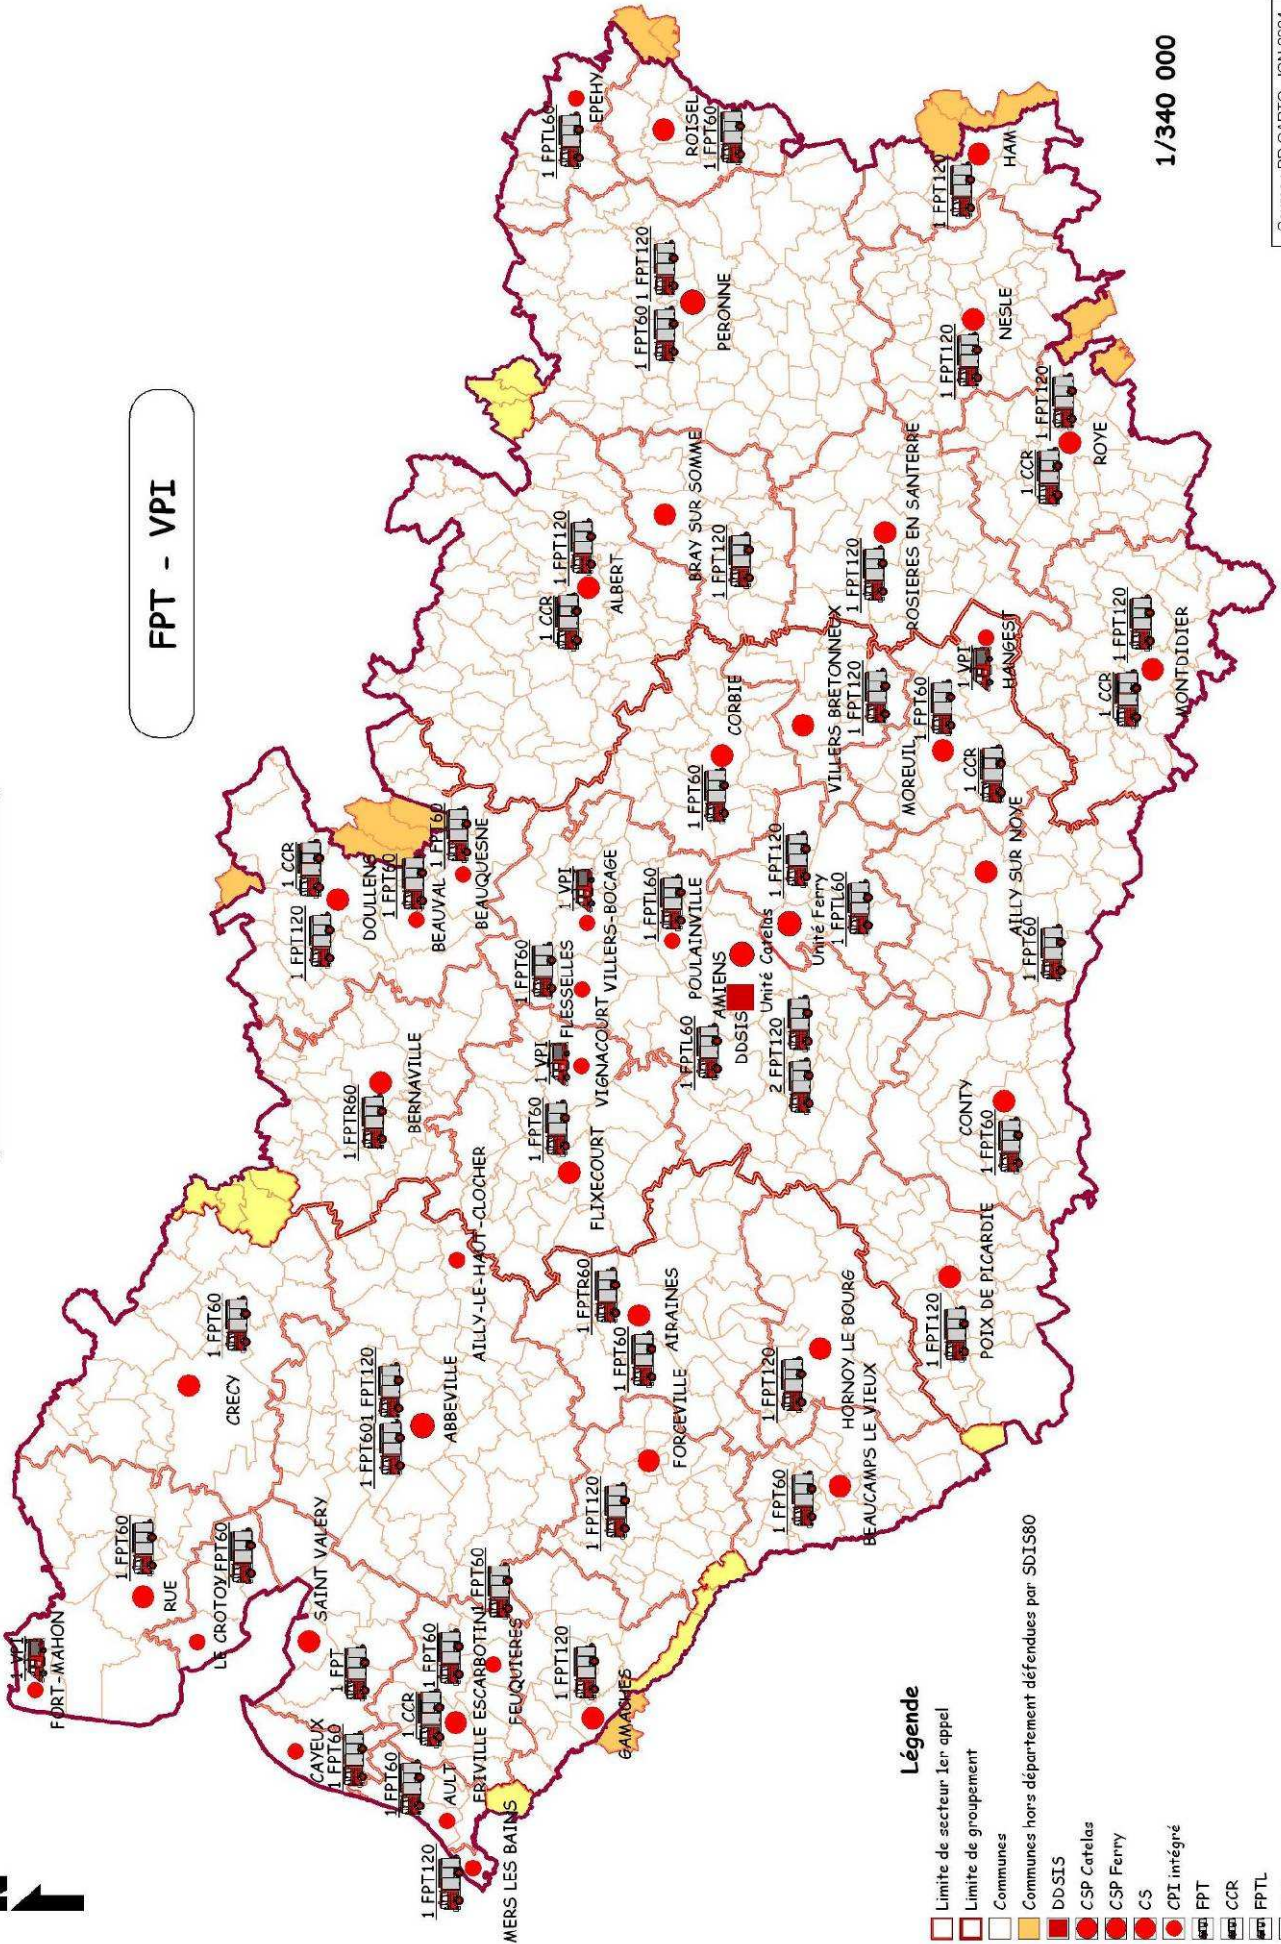 FPT - VPI
1 VPI
FORT-MAHON
1 FPT60
RUE
LE CROTOY
FPT60
1 FPT60
CRECY
SAINT VALERY
1 FPT
CAYEUX
1 FPT60
1 FPT60
AULT
1 FPT120
MERS LES BAINS
1 CCR
1 FPT60
FRIVILLE ESCARBOTIN
1 FPT60
FEUQUIERES
1 FPT120
GAMACHES
1 FPT60
1 FPT120
ABBEVILLE
AILLY-LE-HAUT-CLOCHER
1 FPT120
FORCEVILLE
1 FPTR60
1 FPT60
AIRAINES
1 FPT120
HORNOY LE BOURG
1 FPT60
BEAUCAMPS LE VIEUX
1 FPT120
POIX DE PICARDIE
CONTY
1 FPT60
1 FPTR60
BERNAVILLE
1 FPT120
1 CCR
DOULLENS
1 FPT60
BEAUVAL
1 FPT60
BEAUQUESNE
1 FPT60
FLIXECOURT
1 VPI
VIGNACOURT
1 FPT60
FLESSELLES
1 VPI
VILLERS-BOCAGE
1 FPTL60
POULAINVILLE
1 FPTL60
AMIENS
DDSIS
Unité Catelas
2 FPT120
1 FPT120
Unité Ferry
1 FPTL60
1 FPT60
CORBIE
VILLERS BRETONNEUX
1 FPT120
MOREUIL
1 FPT60
1 CCR
AILLY SUR NOYE
1 FPT60
1 VPI
HANGEST
1 CCR
1 FPT120
MONTDIDIER
1 CCR
1 FPT120
ALBERT
BRAY SUR SOMME
1 FPT120
1 FPT120
ROSIERES EN SANTERRE
1 CCR
1 FPT120
ROYE
1 FPT120
NESLE
1 FPT120
HAM
1 FPT60
1 FPT120
PERONNE
ROISEL
1 FPT60
1 FPTL60
EPEHY
1/340 000
Légende
Limite de secteur 1er appel
Limite de groupement
Communes
Communes hors département défendues par SDIS80
DDSIS
CSP Catelas
CSP Ferry
CS
CPI intégré
FPT
CCR
FPTL